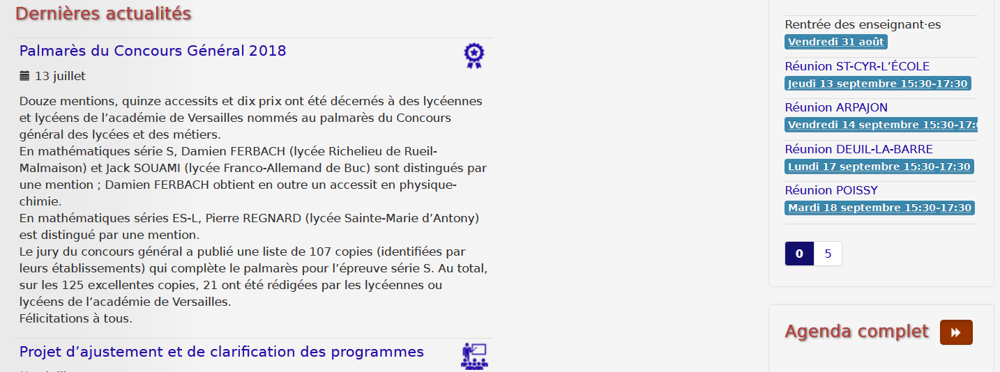 Dernières actualités
Palmarès du Concours Général 2018
13 juillet
Douze mentions, quinze accessits et dix prix ont été décernés à des lycéennes
et lycéens de l’académie de Versailles nommés au palmarès du Concours
général des lycées et des métiers.
En mathématiques série S, Damien FERBACH (lycée Richelieu de Rueil-
Malmaison) et Jack SOUAMI (lycée Franco-Allemand de Buc) sont distingués par
une mention ; Damien FERBACH obtient en outre un accessit en physique-
chimie.
En mathématiques séries ES-L, Pierre REGNARD (lycée Sainte-Marie d’Antony)
est distingué par une mention.
Le jury du concours général a publié une liste de 107 copies (identifiées par
leurs établissements) qui complète le palmarès pour l’épreuve série S. Au total,
sur les 125 excellentes copies, 21 ont été rédigées par les lycéennes ou
lycéens de l’académie de Versailles.
Félicitations à tous.
Projet d’ajustement et de clarification des programmes
Rentrée des enseignant·es
Vendredi 31 août
Réunion ST-CYR-L’ÉCOLE
Jeudi 13 septembre 15:30-17:30
Réunion ARPAJON
Vendredi 14 septembre 15:30-17:
Réunion DEUIL-LA-BARRE
Lundi 17 septembre 15:30-17:30
Réunion POISSY
Mardi 18 septembre 15:30-17:30
0 5
Agenda complet